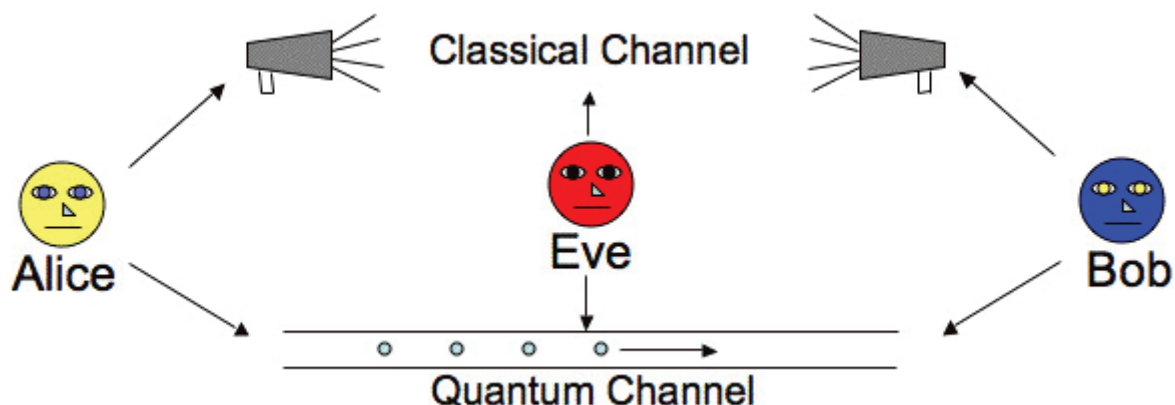 Classical Channel
Alice
Eve
Bob
Quantum Channel